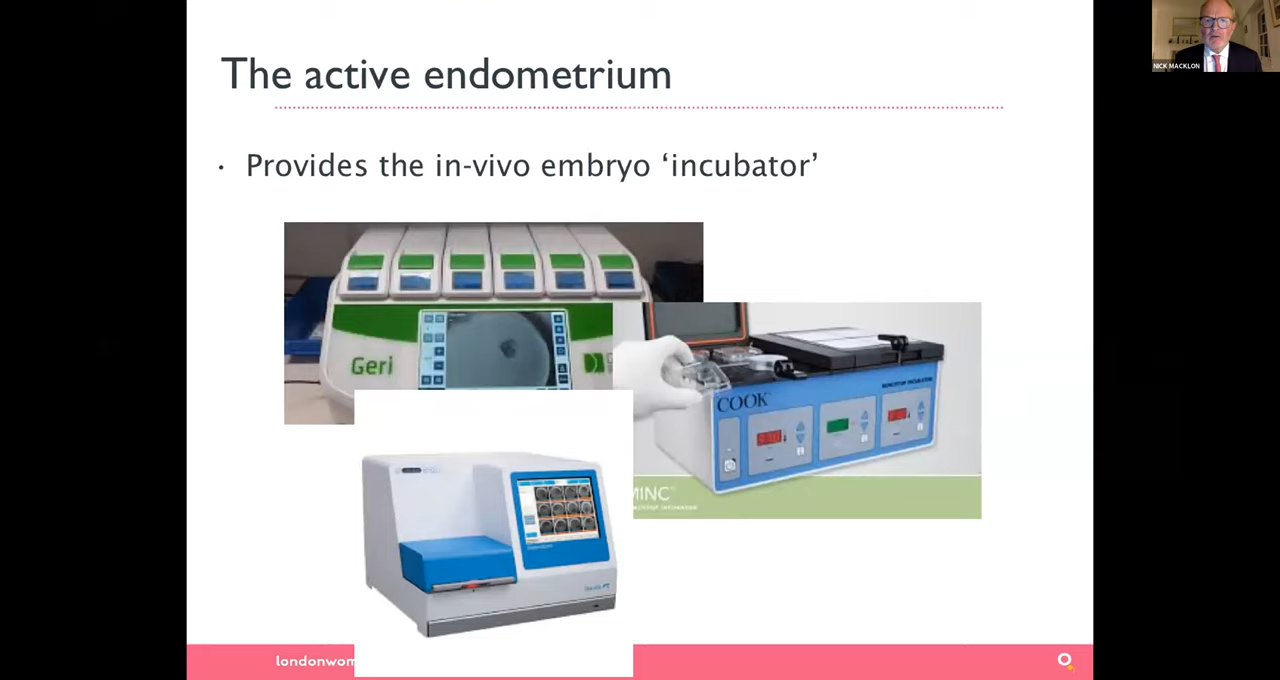 The active endometrium
NICK MACKLON
• Provides the in-vivo embryo ‘incubator’
Geri
COOK
MINC
londonwom